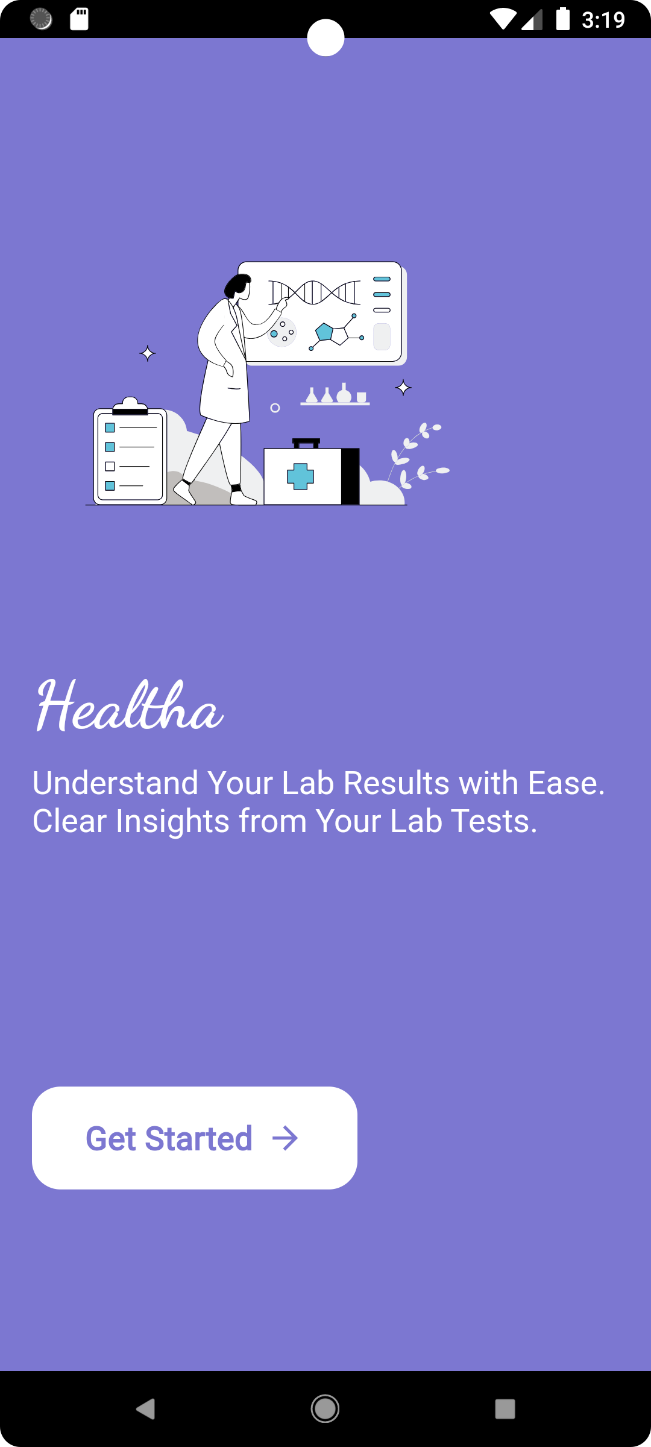 3:19
Healtha
Understand Your Lab Results with Ease.
Clear Insights from Your Lab Tests.
Get Started